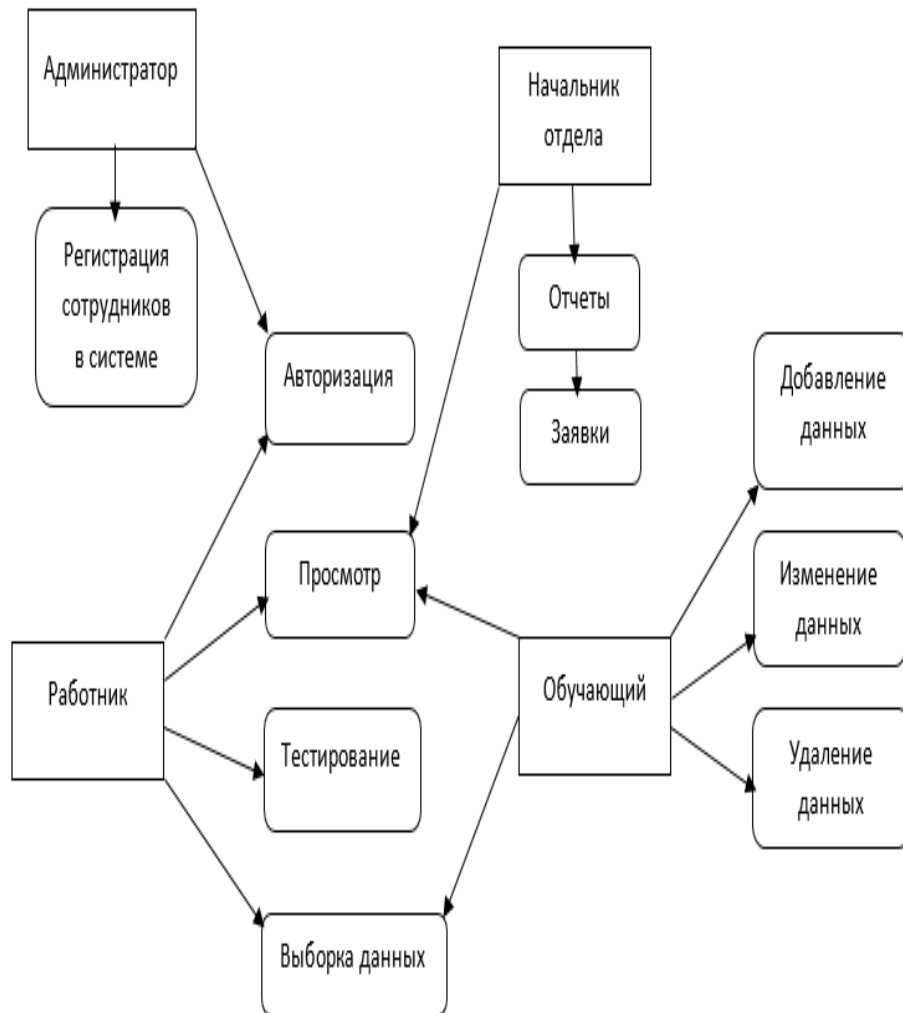 Администратор
Начальник
отдела
Регистрация
сотрудников
в системе
Отчеты
Авторизация
Заявки
Добавление
данных
Просмотр
Изменение
данных
Работник
Обучающий
Тестирование
Удаление
данных
Выборка данных